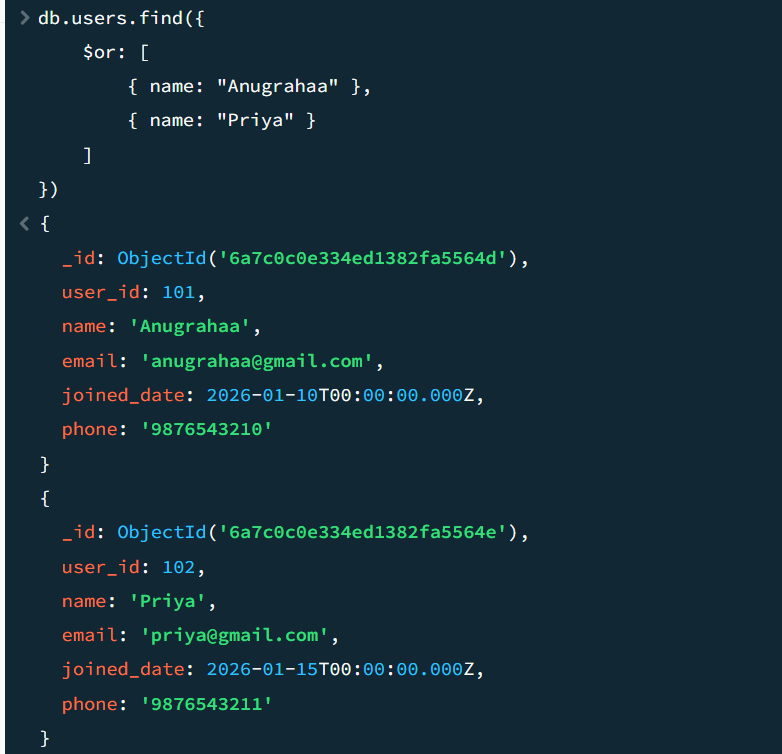 db.users.find({
$or: [
{ name: "Anugrahaa" },
{ name: "Priya" }
]
})
{
_id: ObjectId('6a7c0c0e334ed1382fa5564d'),
user_id: 101,
name: 'Anugrahaa',
email: 'anugrahaa@gmail.com',
joined_date: 2026-01-10T00:00:00.000Z,
phone: '9876543210'
}
{
_id: ObjectId('6a7c0c0e334ed1382fa5564e'),
user_id: 102,
name: 'Priya',
email: 'priya@gmail.com',
joined_date: 2026-01-15T00:00:00.000Z,
phone: '9876543211'
}